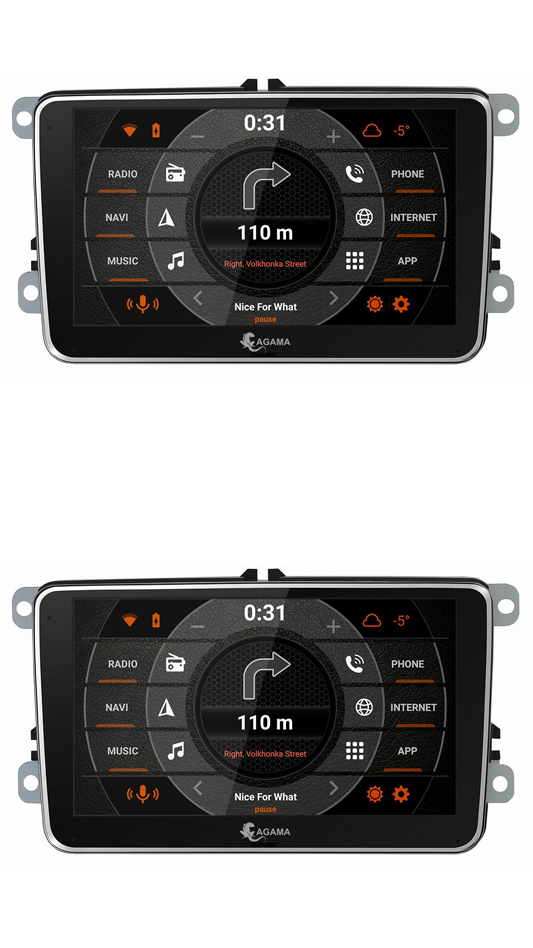 0:31
-5°
RADIO
PHONE
NAVI
110 m
INTERNET
MUSIC
Right, Volkhonka Street
APP
Nice For What
pause
AGAMA
0:31
-5°
RADIO
PHONE
NAVI
110 m
INTERNET
MUSIC
Right, Volkhonka Street
APP
Nice For What
pause
AGAMA